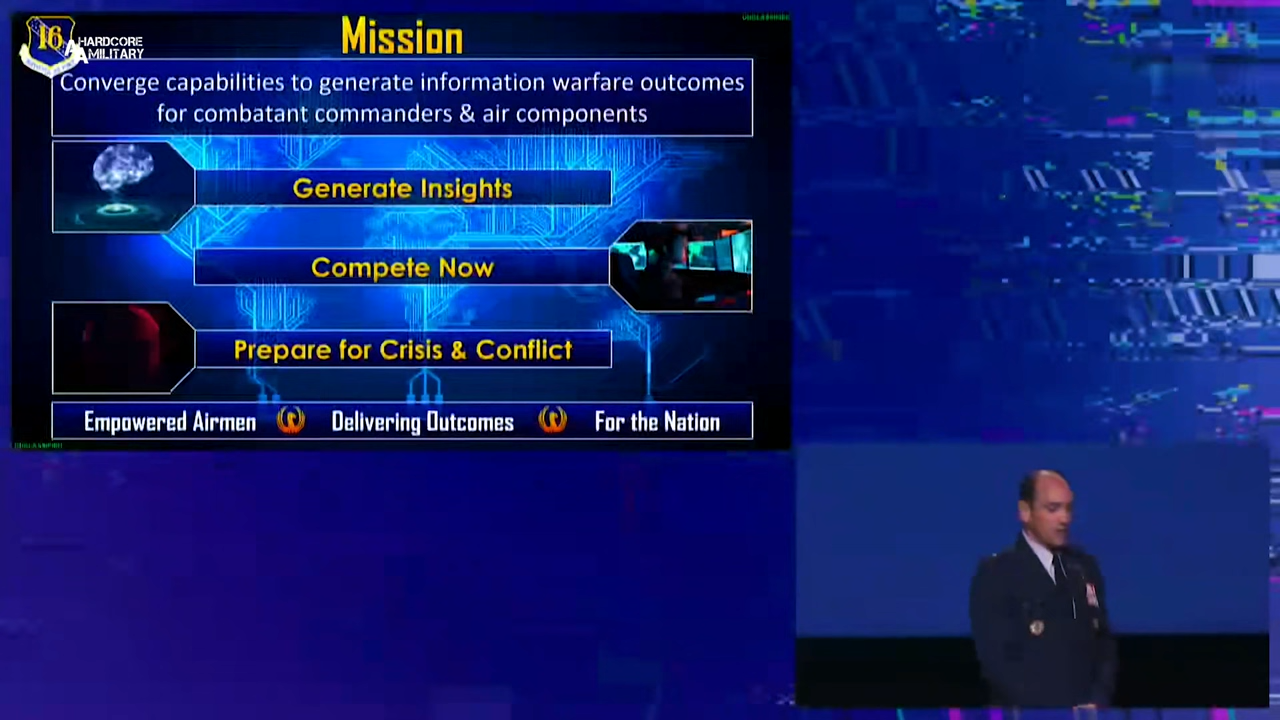 16
HARDCORE
MILITARY
Mission
Converge capabilities to generate information warfare outcomes
for combatant commanders & air components
Generate Insights
Compete Now
Prepare for Crisis & Conflict
Empowered Airmen Delivering Outcomes For the Nation